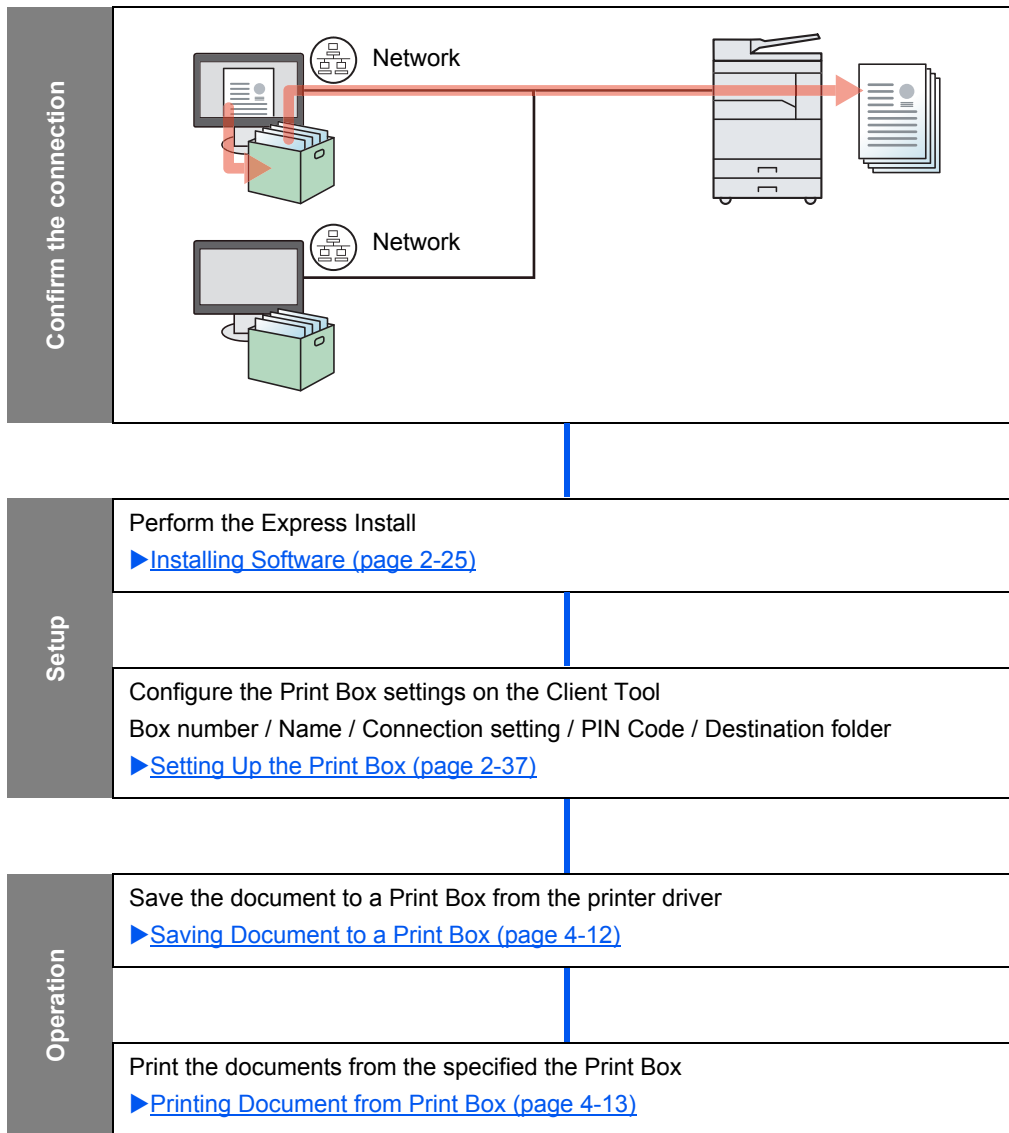 Confirm the connection
Network
Network
Setup
Perform the Express Install
▶Installing Software (page 2-25)
Configure the Print Box settings on the Client Tool
Box number / Name / Connection setting / PIN Code / Destination folder
▶Setting Up the Print Box (page 2-37)
Operation
Save the document to a Print Box from the printer driver
▶Saving Document to a Print Box (page 4-12)
Print the documents from the specified the Print Box
▶Printing Document from Print Box (page 4-13)